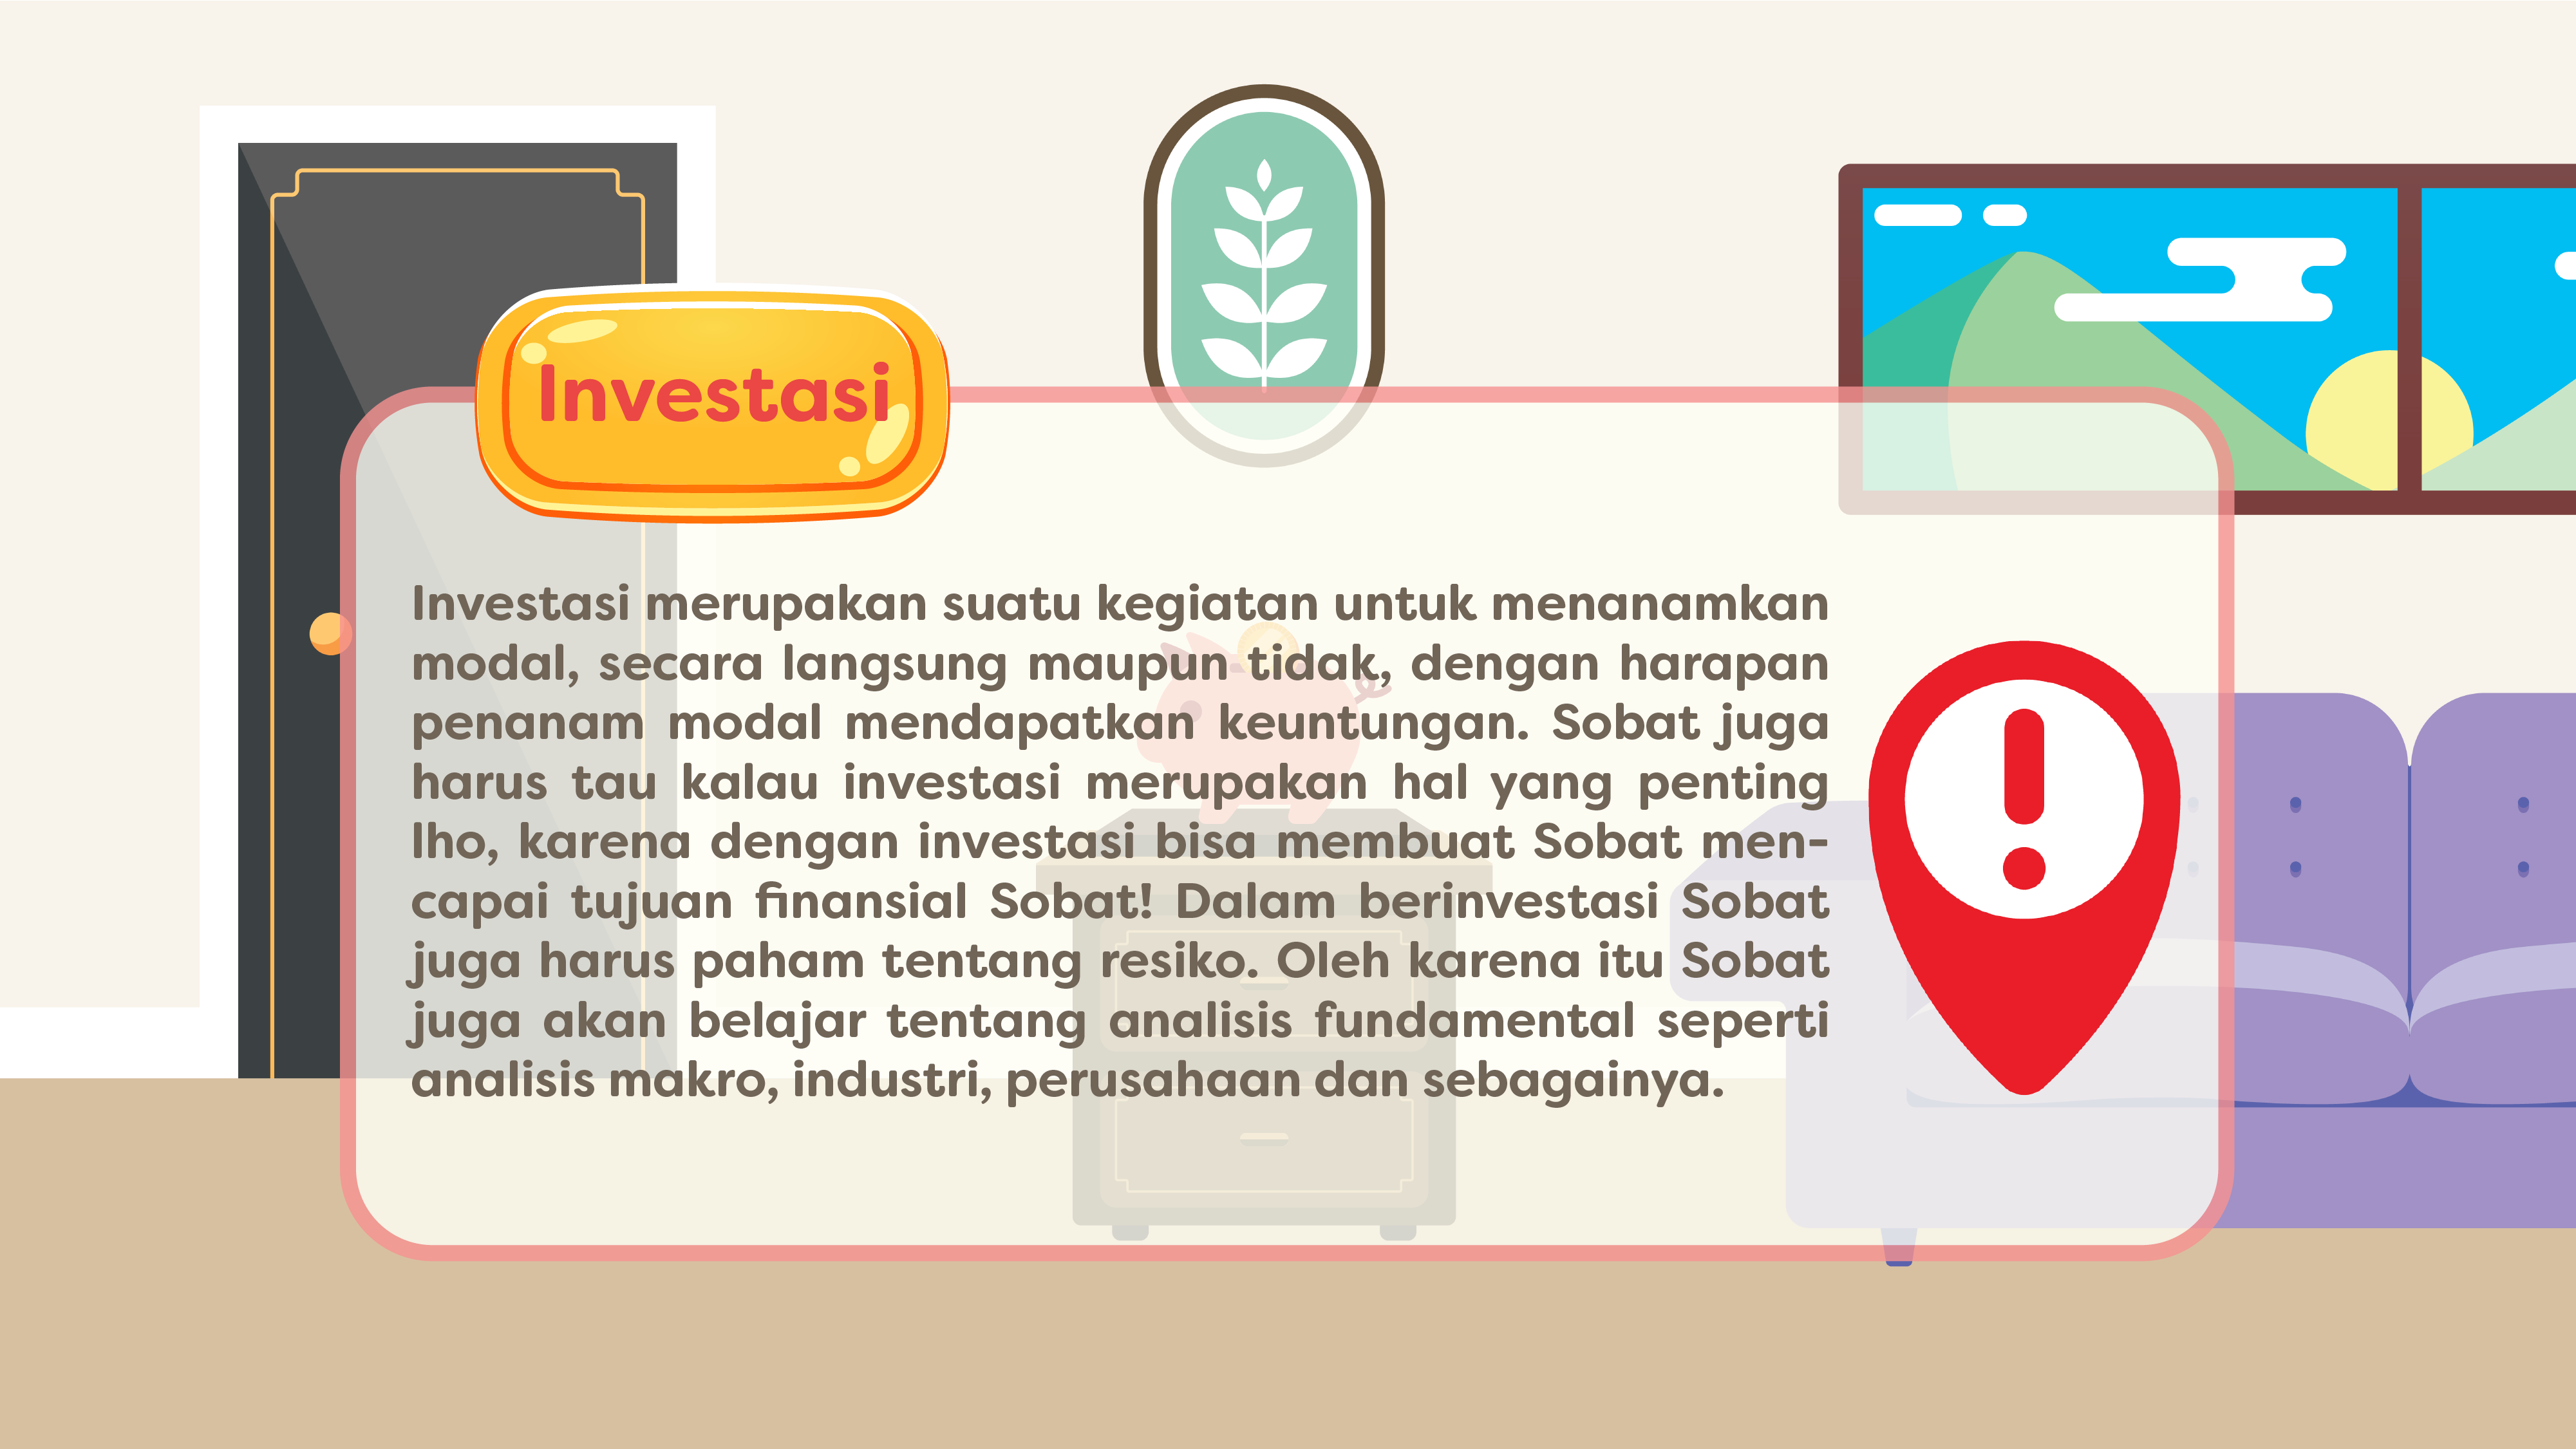 Investasi
Investasi merupakan suatu kegiatan untuk menanamkan
modal, secara langsung maupun tidak, dengan harapan
penanam modal mendapatkan keuntungan. Sobat juga
harus tau kalau investasi merupakan hal yang penting
lho, karena dengan investasi bisa membuat Sobat men-
capai tujuan finansial Sobat! Dalam berinvestasi Sobat
juga harus paham tentang resiko. Oleh karena itu Sobat
juga akan belajar tentang analisis fundamental seperti
analisis makro, industri, perusahaan dan sebagainya.